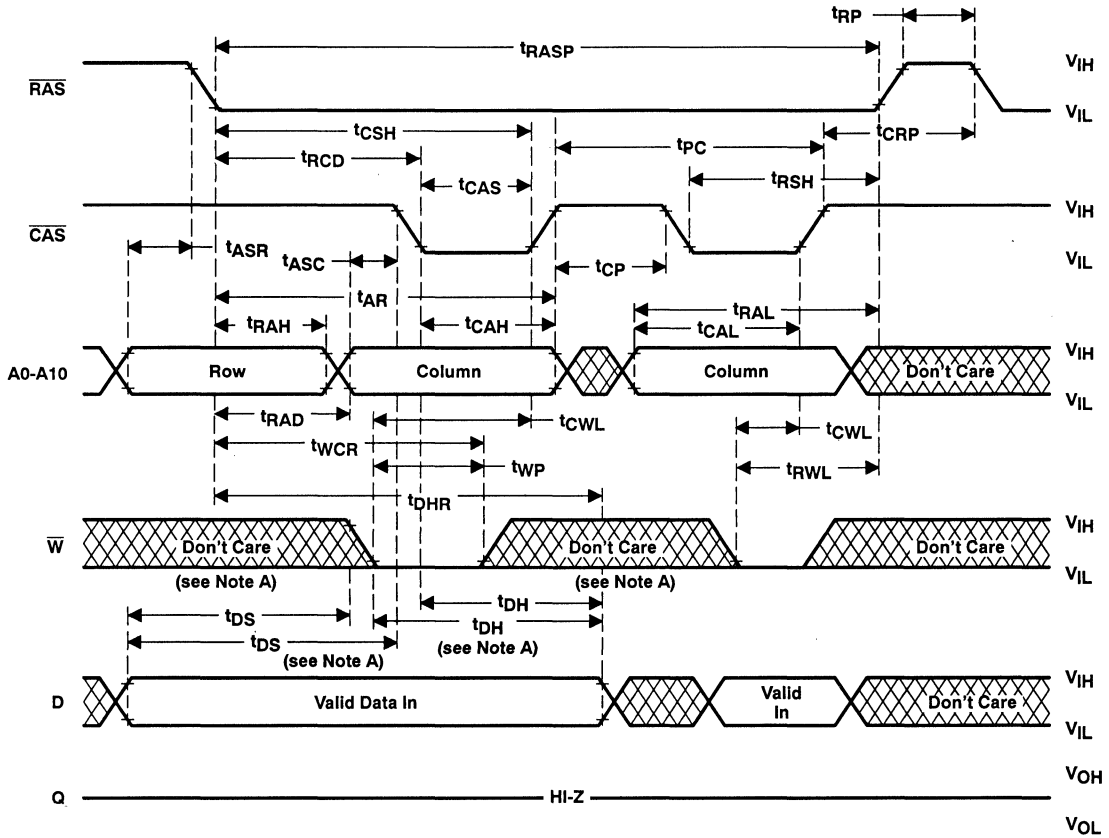 tRP
tRASP
VIH
RAS
VIL
tCSH
tCRP
tRCD
tPC
tCAS
tRSH
VIH
CAS
tASR
tASC
VIL
tCP
tAR
tRAL
tRAH
tCAH
tCAL
VIH
A0-A10
Row
Column
Column
Don't Care
VIL
tRAD
tCWL
tCWL
tWCR
tWP
tRWL
tDHR
VIH
W
Don't Care
Don't Care
Don't Care
VIL
(see Note A)
(see Note A)
tDH
tDS
tDH
tDS
(see Note A)
(see Note A)
VIH
D
Valid Data In
Valid
In
Don't Care
VIL
VOH
Q
HI-Z
VOL